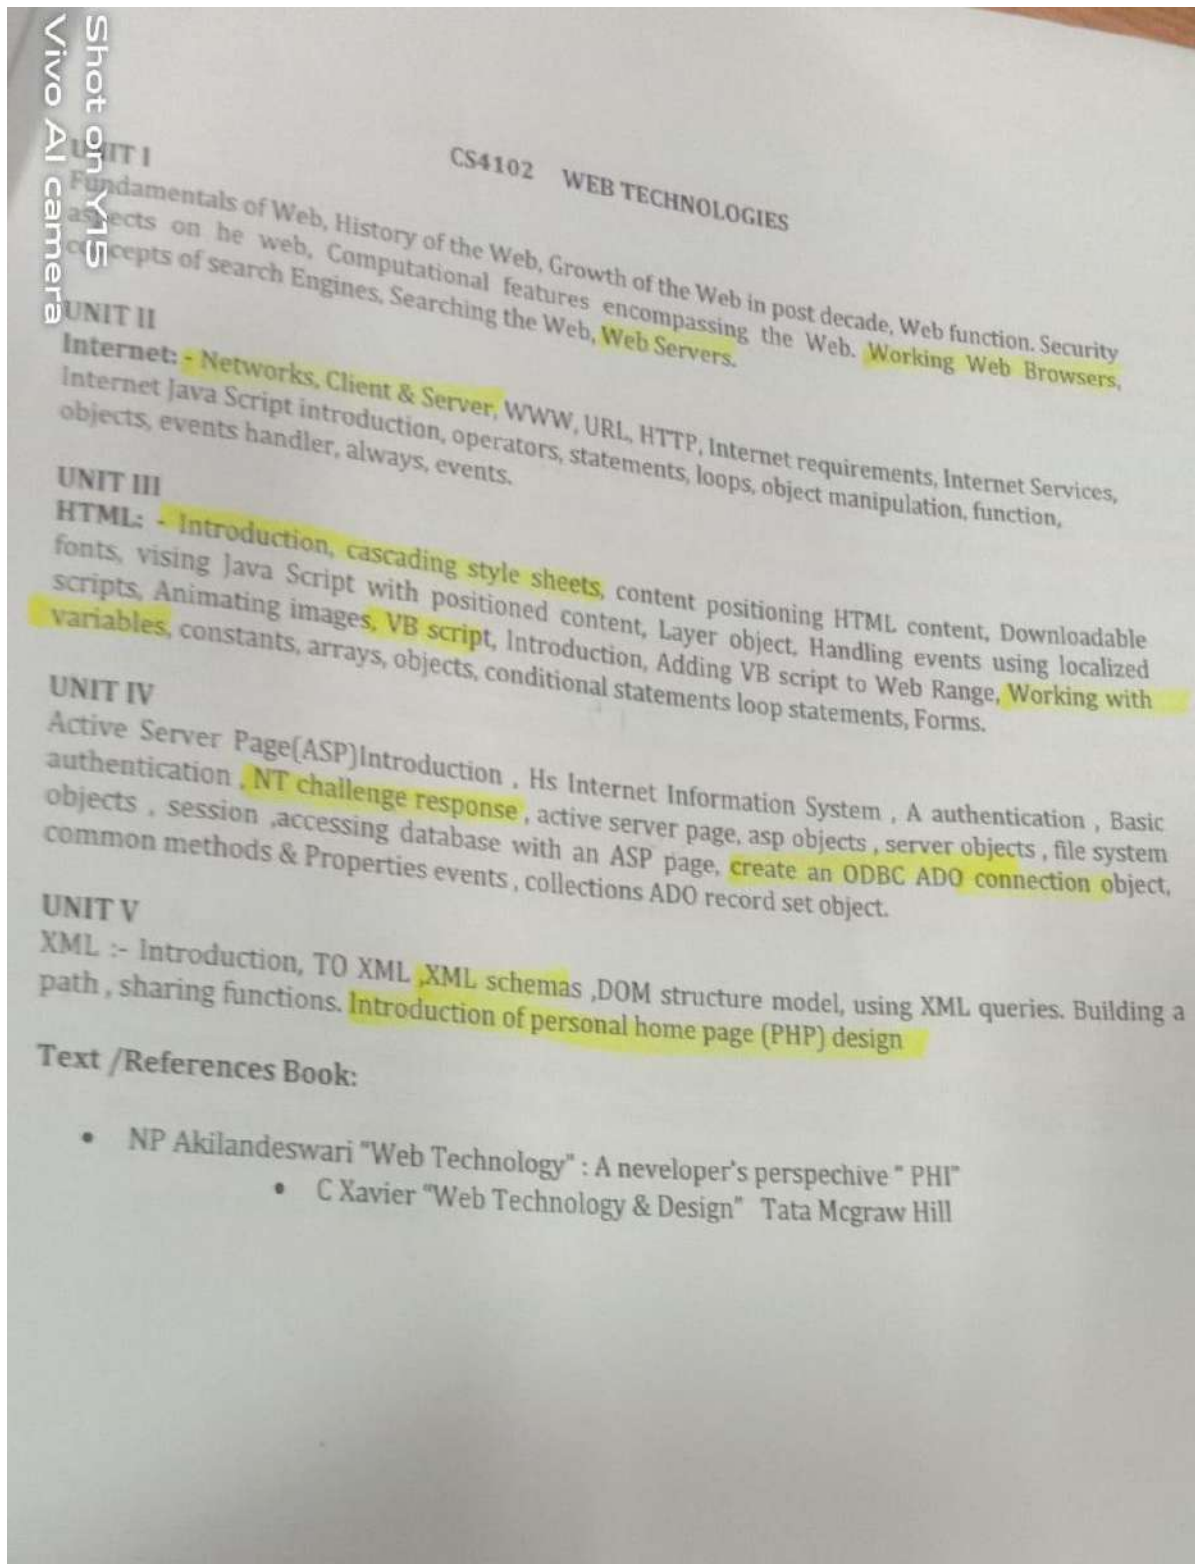 Shot on Y15
Vivo AI camera
CS4102 WEB TECHNOLOGIES
UNIT I
Fundamentals of Web, History of the Web, Growth of the Web in post decade, Web function. Security
aspects on he web, Computational features encompassing the Web. Working Web Browsers,
concepts of search Engines, Searching the Web, Web Servers.
UNIT II
Internet: - Networks, Client & Server, WWW, URL, HTTP, Internet requirements, Internet Services,
Internet Java Script introduction, operators, statements, loops, object manipulation, function,
objects, events handler, always, events.
UNIT III
HTML: - Introduction, cascading style sheets, content positioning HTML content, Downloadable
fonts, vising Java Script with positioned content, Layer object, Handling events using localized
scripts, Animating images, VB script, Introduction, Adding VB script to Web Range, Working with
variables, constants, arrays, objects, conditional statements loop statements, Forms.
UNIT IV
Active Server Page(ASP)Introduction , Hs Internet Information System , A authentication , Basic
authentication , NT challenge response , active server page, asp objects , server objects , file system
objects , session ,accessing database with an ASP page, create an ODBC ADO connection object,
common methods & Properties events , collections ADO record set object.
UNIT V
XML :- Introduction, TO XML ,XML schemas ,DOM structure model, using XML queries. Building a
path , sharing functions. Introduction of personal home page (PHP) design
Text /References Book:
• NP Akilandeswari "Web Technology" : A neveloper's perspechive " PHI"
• C Xavier "Web Technology & Design" Tata Mcgraw Hill